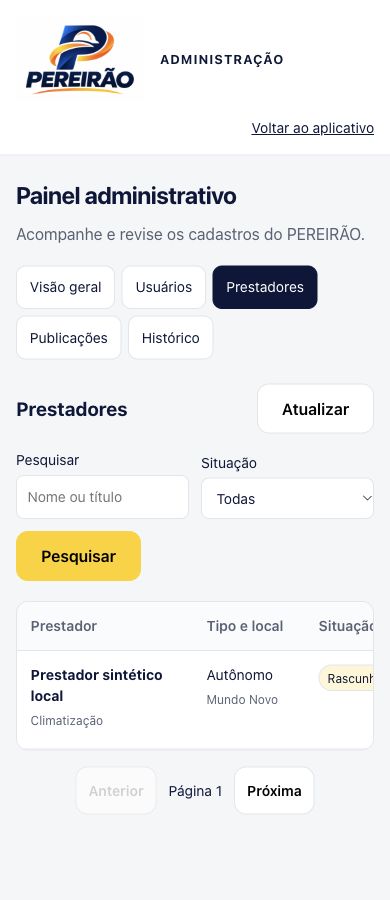 PEREIRÃO
ADMINISTRAÇÃO
Voltar ao aplicativo
Painel administrativo
Acompanhe e revise os cadastros do PEREIRÃO.
Visão geral
Usuários
Prestadores
Publicações
Histórico
Prestadores
Atualizar
Pesquisar
Situação
Nome ou título
Todas
Pesquisar
Prestador
Tipo e local
Situaçã
Prestador sintético
local
Autônomo
Rascun
Climatização
Mundo Novo
Anterior
Página 1
Próxima